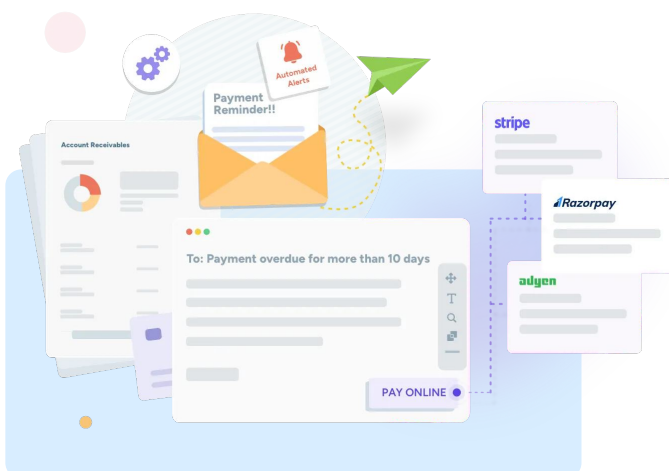 Automated
Alerts
Payment
Reminder!!
Account Receivables
stripe
Razorpay
To: Payment overdue for more than 10 days
T
adyen
PAY ONLINE